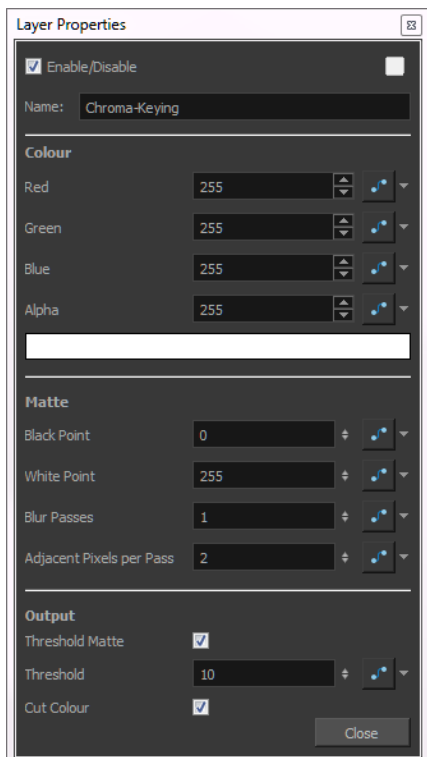 Layer Properties
Enable/Disable
Name: Chroma-Keying
Colour
Red 255
Green 255
Blue 255
Alpha 255
Matte
Black Point 0
White Point 255
Blur Passes 1
Adjacent Pixels per Pass 2
Output
Threshold Matte
Threshold 10
Cut Colour
Close